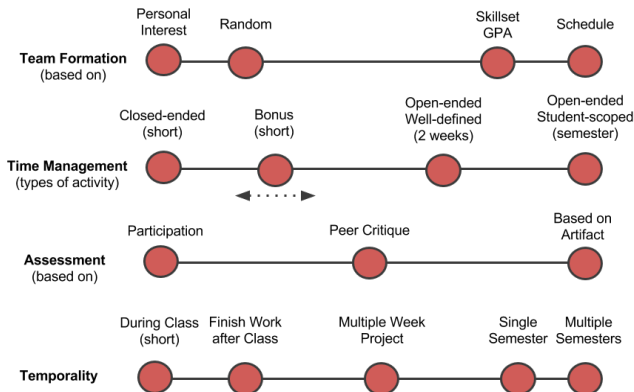 Personal
Interest
Random
Skillset
GPA
Schedule
Team Formation
(based on)
Closed-ended
(short)
Bonus
(short)
Open-ended
Well-defined
(2 weeks)
Open-ended
Student-scoped
(semester)
Time Management
(types of activity)
Participation
Peer Critique
Based on
Artifact
Assessment
(based on)
During Class
(short)
Finish Work
after Class
Multiple Week
Project
Single
Semester
Multiple
Semesters
Temporality